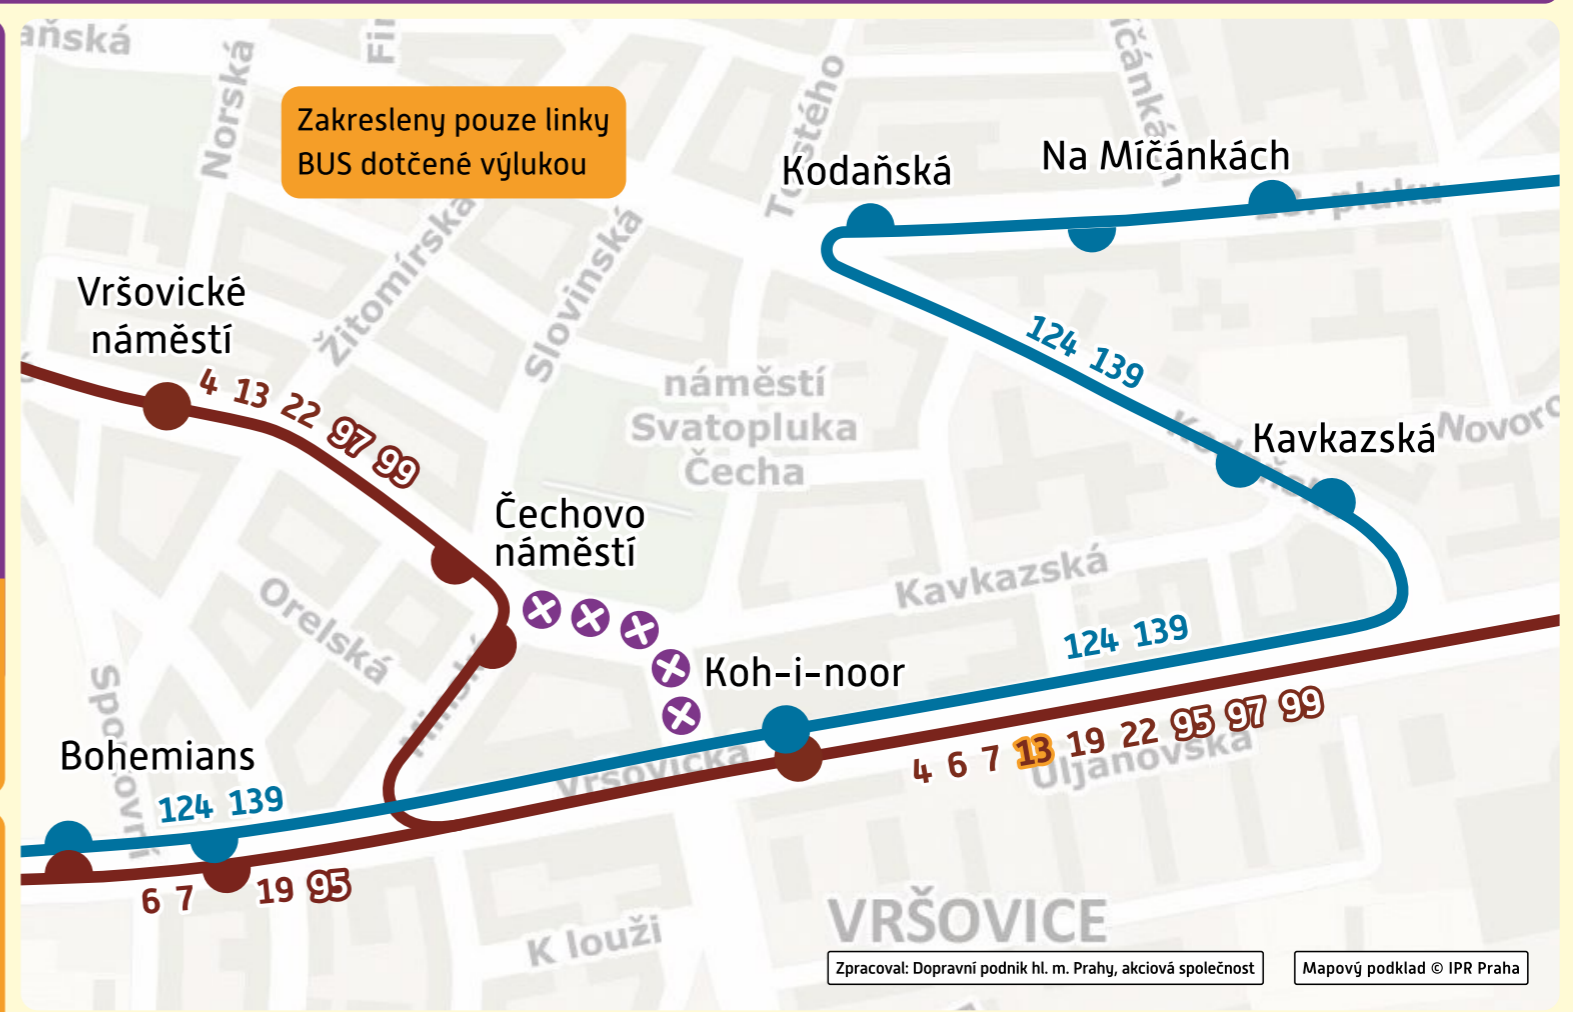 Norská
Zakresleny pouze linky
BUS dotčené výlukou
Kodaňská
Na Míčánkách
Vršovické
náměstí
Žitomírská
Slovinská
4 13 22 97 99
124 139
náměstí
Svatopluka
Čecha
Kavkazská
Čechovo
náměstí
Kavkazská
Orelská
124 139
Koh-i-noor
4 6 7 13 19 22 95 97 99
Uljanovská
Vršovická
Bohemians
124 139
6 7 19 95
K louži
VRŠOVICE
Zpracoval: Dopravní podnik hl. m. Prahy, akciová společnost
Mapový podklad © IPR Praha